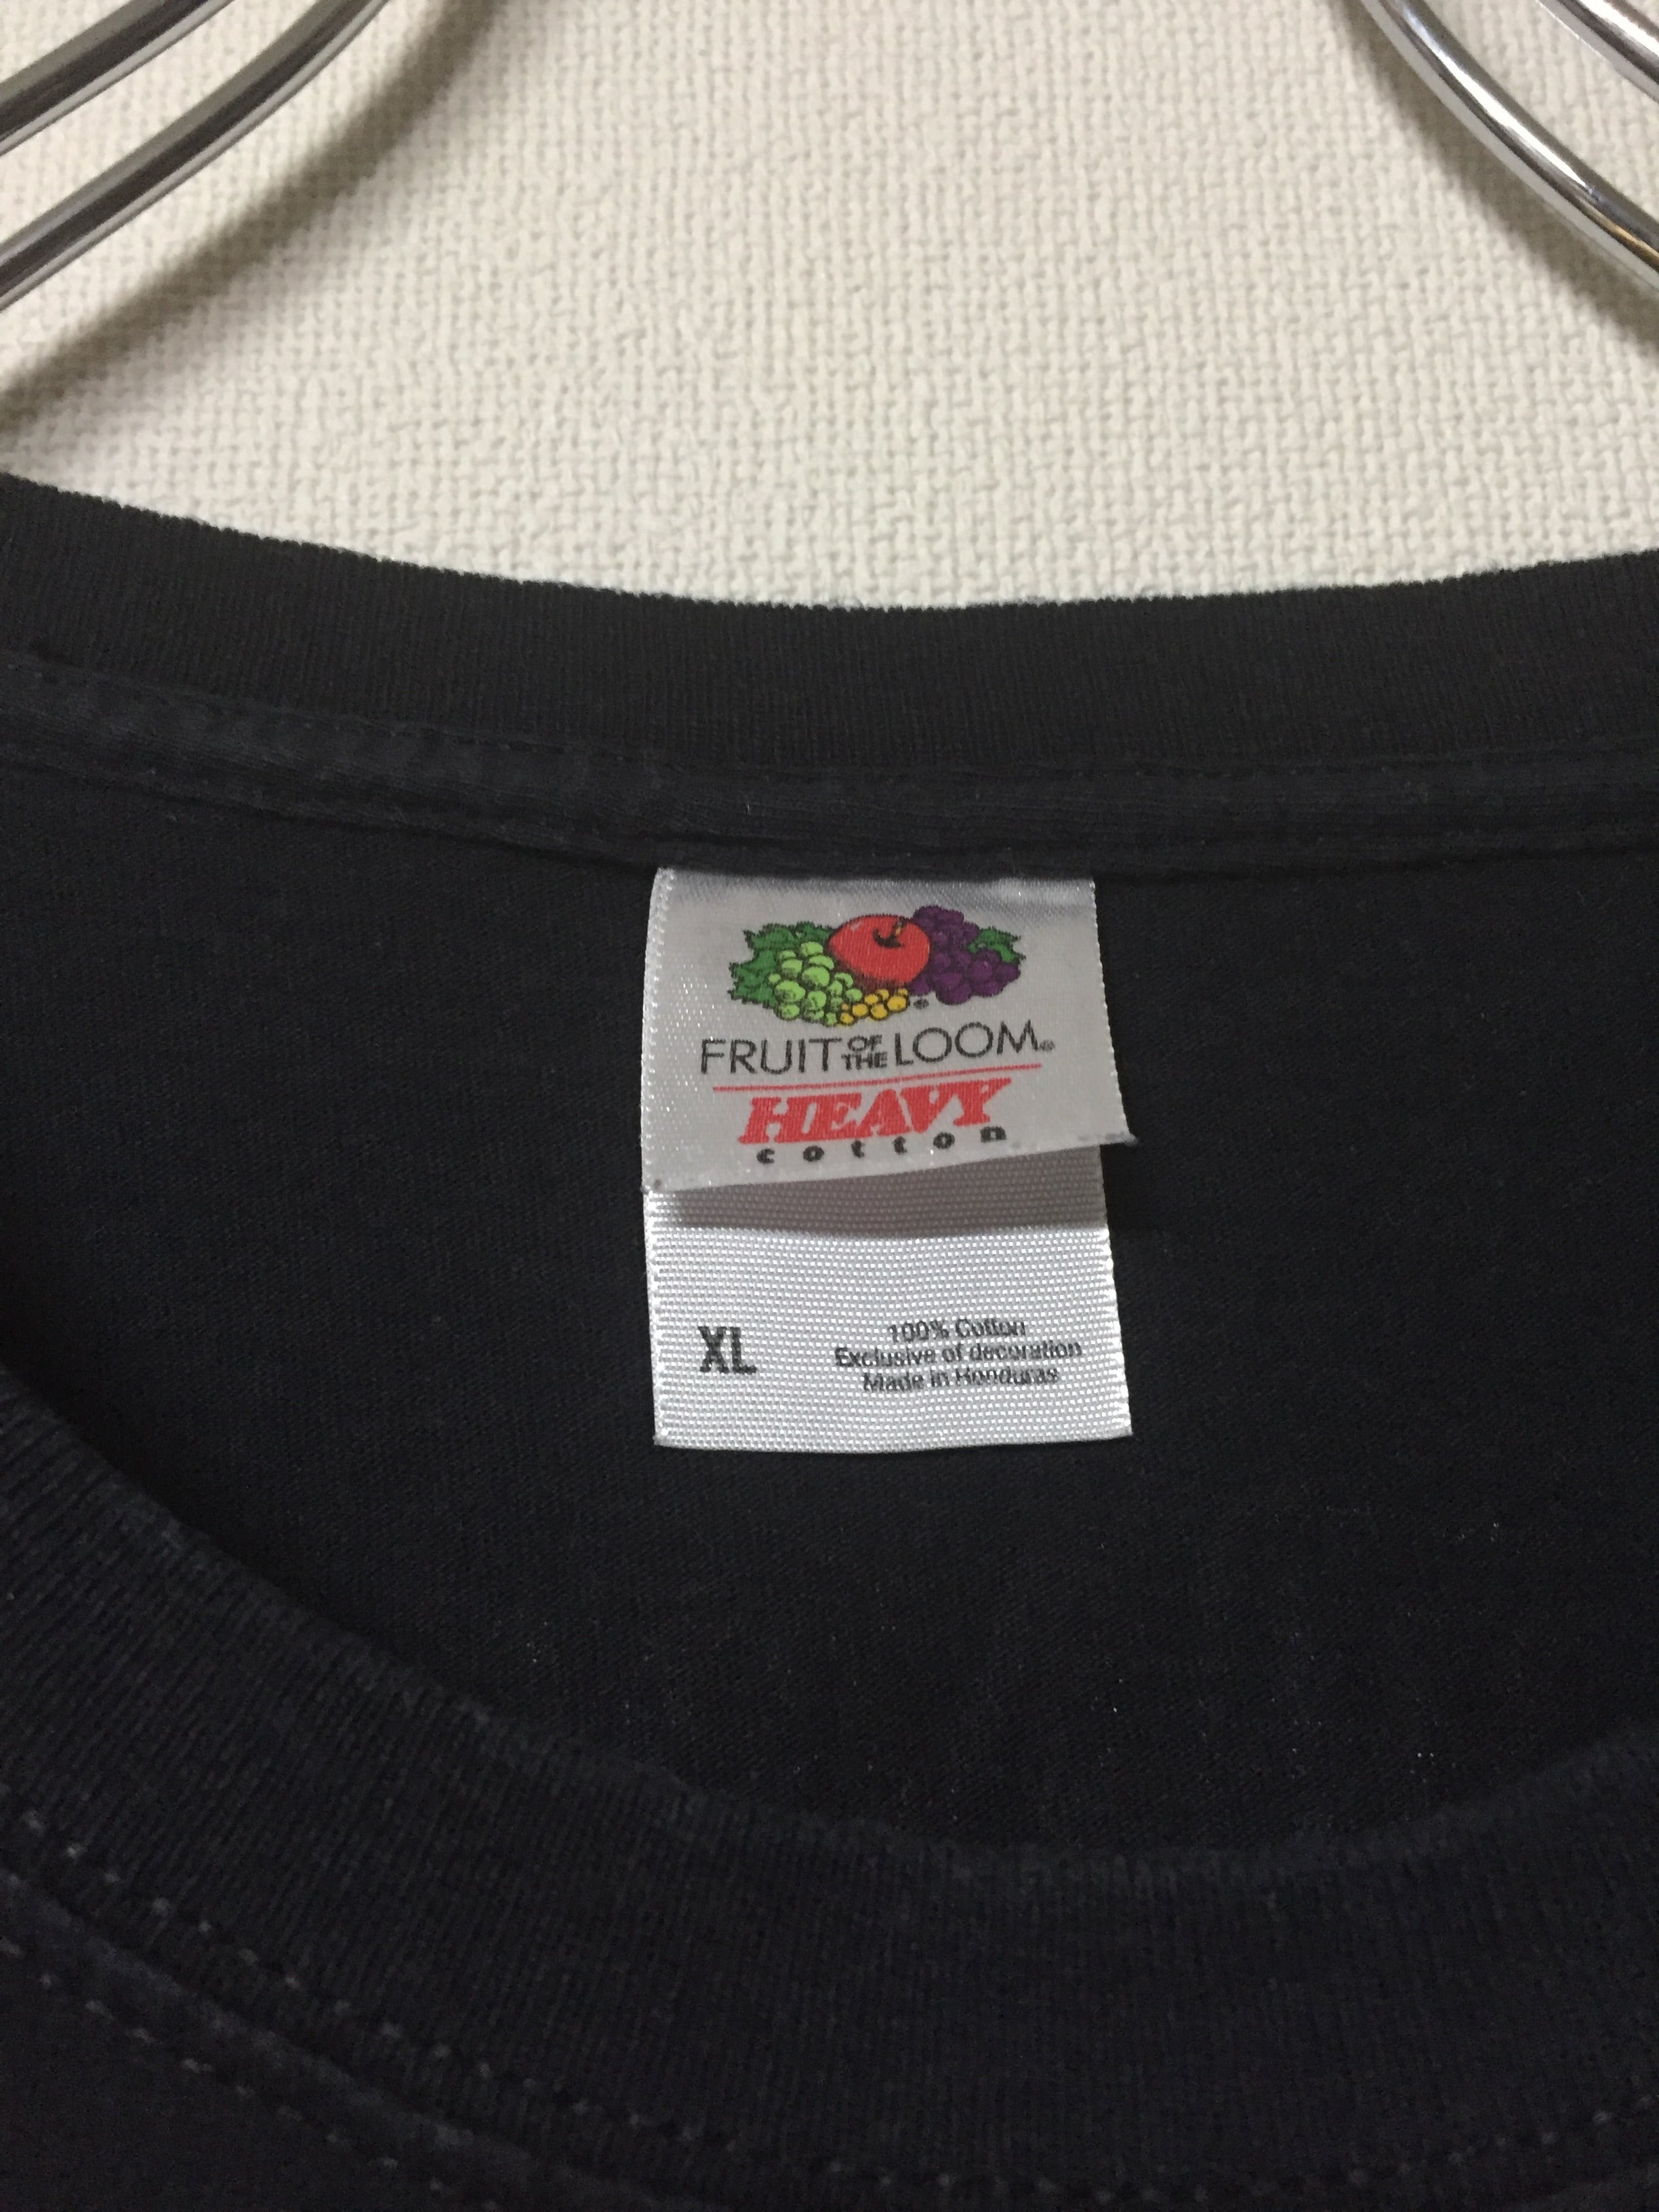 FRUIT OF THE LOOM®
HEAVY
cotton
XL
100% Cotton
Exclusive of decoration
Made in Honduras